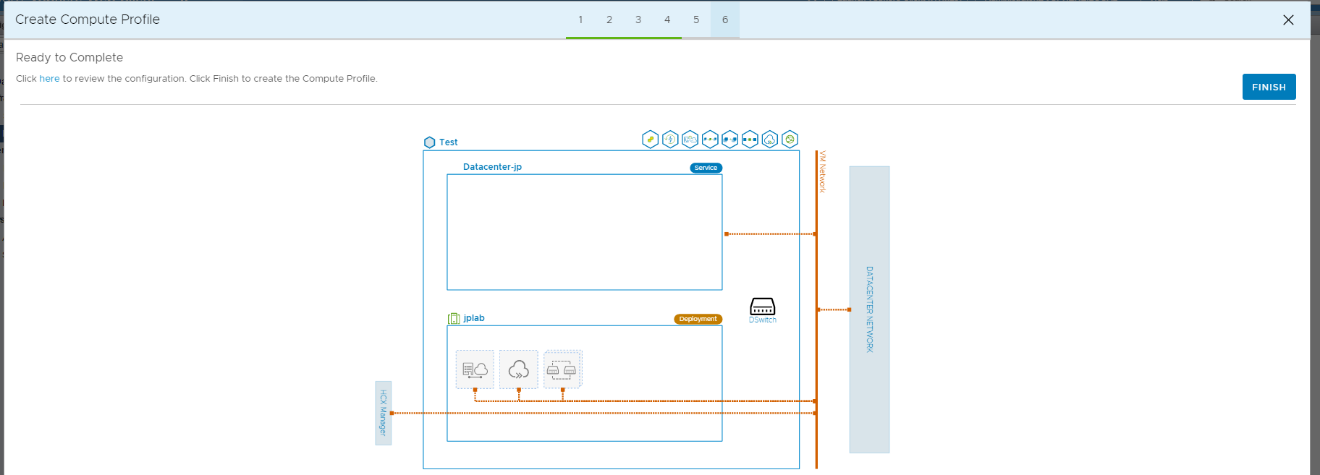 Create Compute Profile
1 2 3 4 5 6
Ready to Complete
Click here to review the configuration. Click Finish to create the Compute Profile.
FINISH
Test
Datacenter-jp
Service
VM Network
DATACENTER NETWORK
DSwitch
jplab
Deployment
HCX Manager